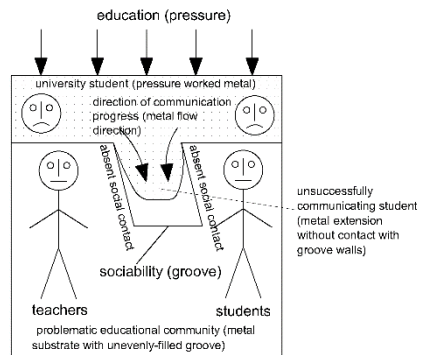 education (pressure)
university student (pressure worked metal)
direction of communication
progress (metal flow
direction)
absent social contact
absent social contact
unsuccessfully
communicating student
(metal extension
without contact with
groove walls)
sociability (groove)
teachers
students
problematic educational community (metal
substrate with unevenly-filled groove)